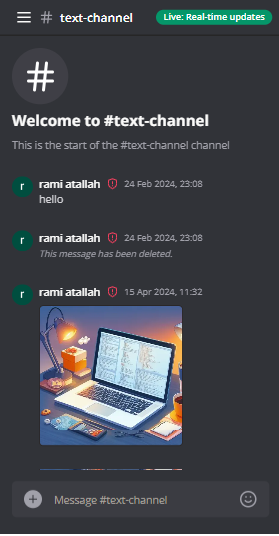 # text-channel
Live: Real-time updates
#
Welcome to #text-channel
This is the start of the #text-channel channel
r rami atallah 24 Feb 2024, 23:08
hello
r rami atallah 24 Feb 2024, 23:08
This message has been deleted.
r rami atallah 15 Apr 2024, 11:32
Message #text-channel